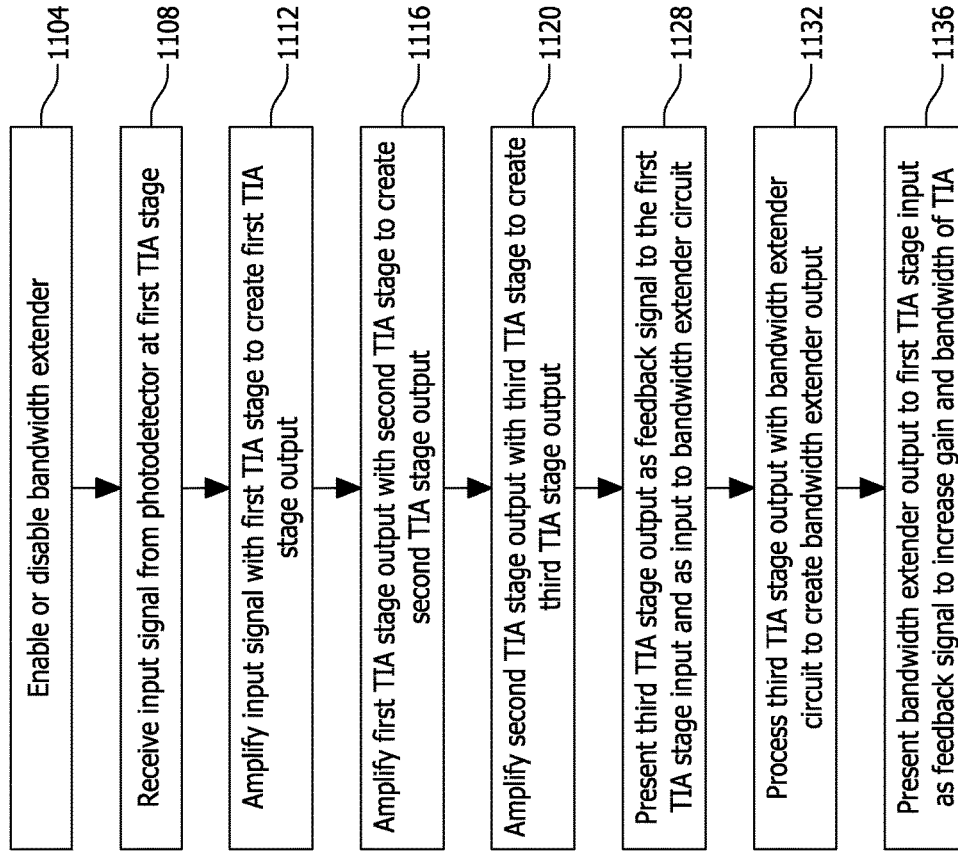 Enable or disable bandwidth extender
1104
Receive input signal from photodetector at first TIA stage
1108
Amplify input signal with first TIA stage to create first TIA
stage output
1112
Amplify first TIA stage output with second TIA stage to create
second TIA stage output
1116
Amplify second TIA stage output with third TIA stage to create
third TIA stage output
1120
Present third TIA stage output as feedback signal to the first
TIA stage input and as input to bandwidth extender circuit
1128
Process third TIA stage output with bandwidth extender
circuit to create bandwidth extender output
1132
Present bandwidth extender output to first TIA stage input
as feedback signal to increase gain and bandwidth of TIA
1136